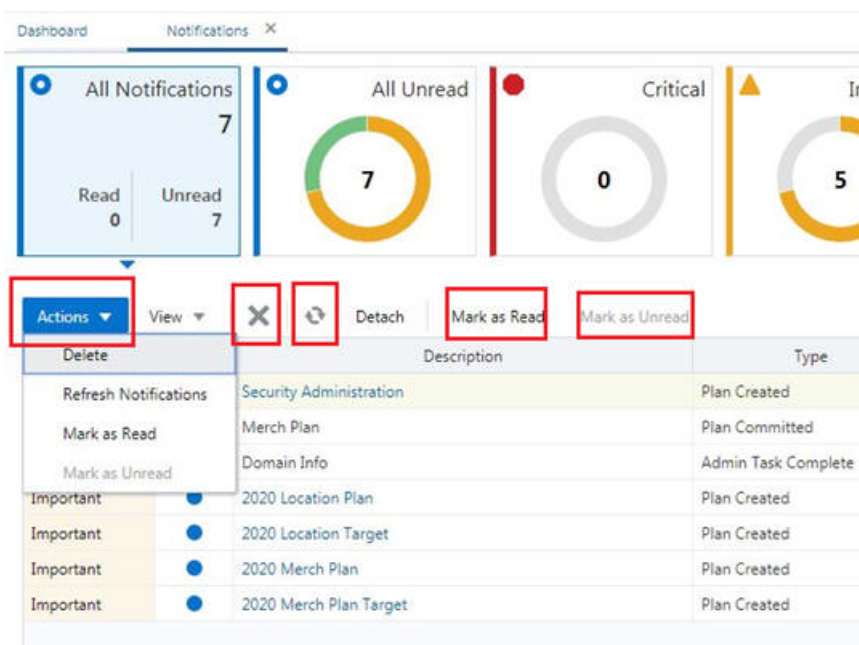 Dashboard Notifications
All Notifications All Unread Critical
7
7 0 5
Read Unread
0 7
Actions View Detach Mark as Read Mark as Unread
Delete Description Type
Refresh Notifications Security Administration Plan Created
Mark as Read Merch Plan Plan Committed
Mark as Unread Domain Info Admin Task Complete
Important 2020 Location Plan Plan Created
Important 2020 Location Target Plan Created
Important 2020 Merch Plan Plan Created
Important 2020 Merch Plan Target Plan Created